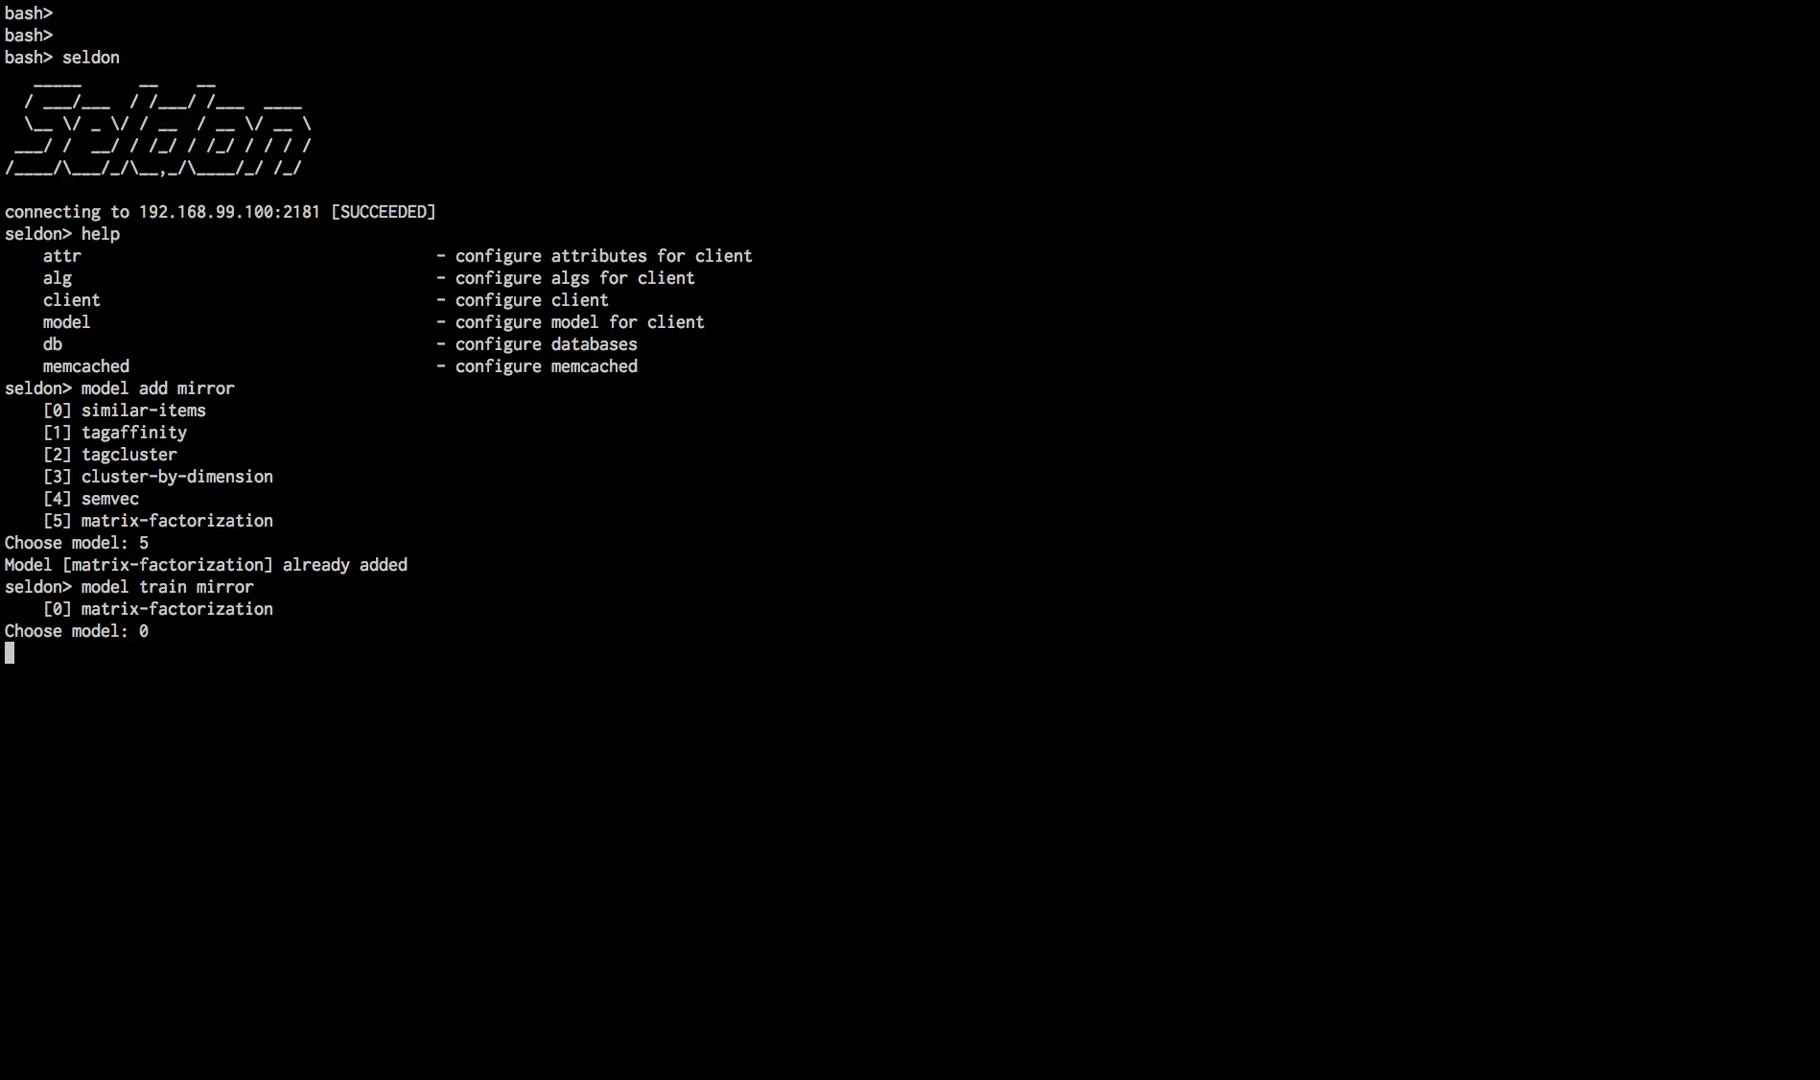 bash>
bash>
bash> seldon
Seldon
connecting to 192.168.99.100:2181 [SUCCEEDED]
seldon> help
attr - configure attributes for client
alg - configure algs for client
client - configure client
model - configure model for client
db - configure databases
memcached - configure memcached
seldon> model add mirror
[0] similar-items
[1] tagaffinity
[2] tagcluster
[3] cluster-by-dimension
[4] semvec
[5] matrix-factorization
Choose model: 5
Model [matrix-factorization] already added
seldon> model train mirror
[0] matrix-factorization
Choose model: 0